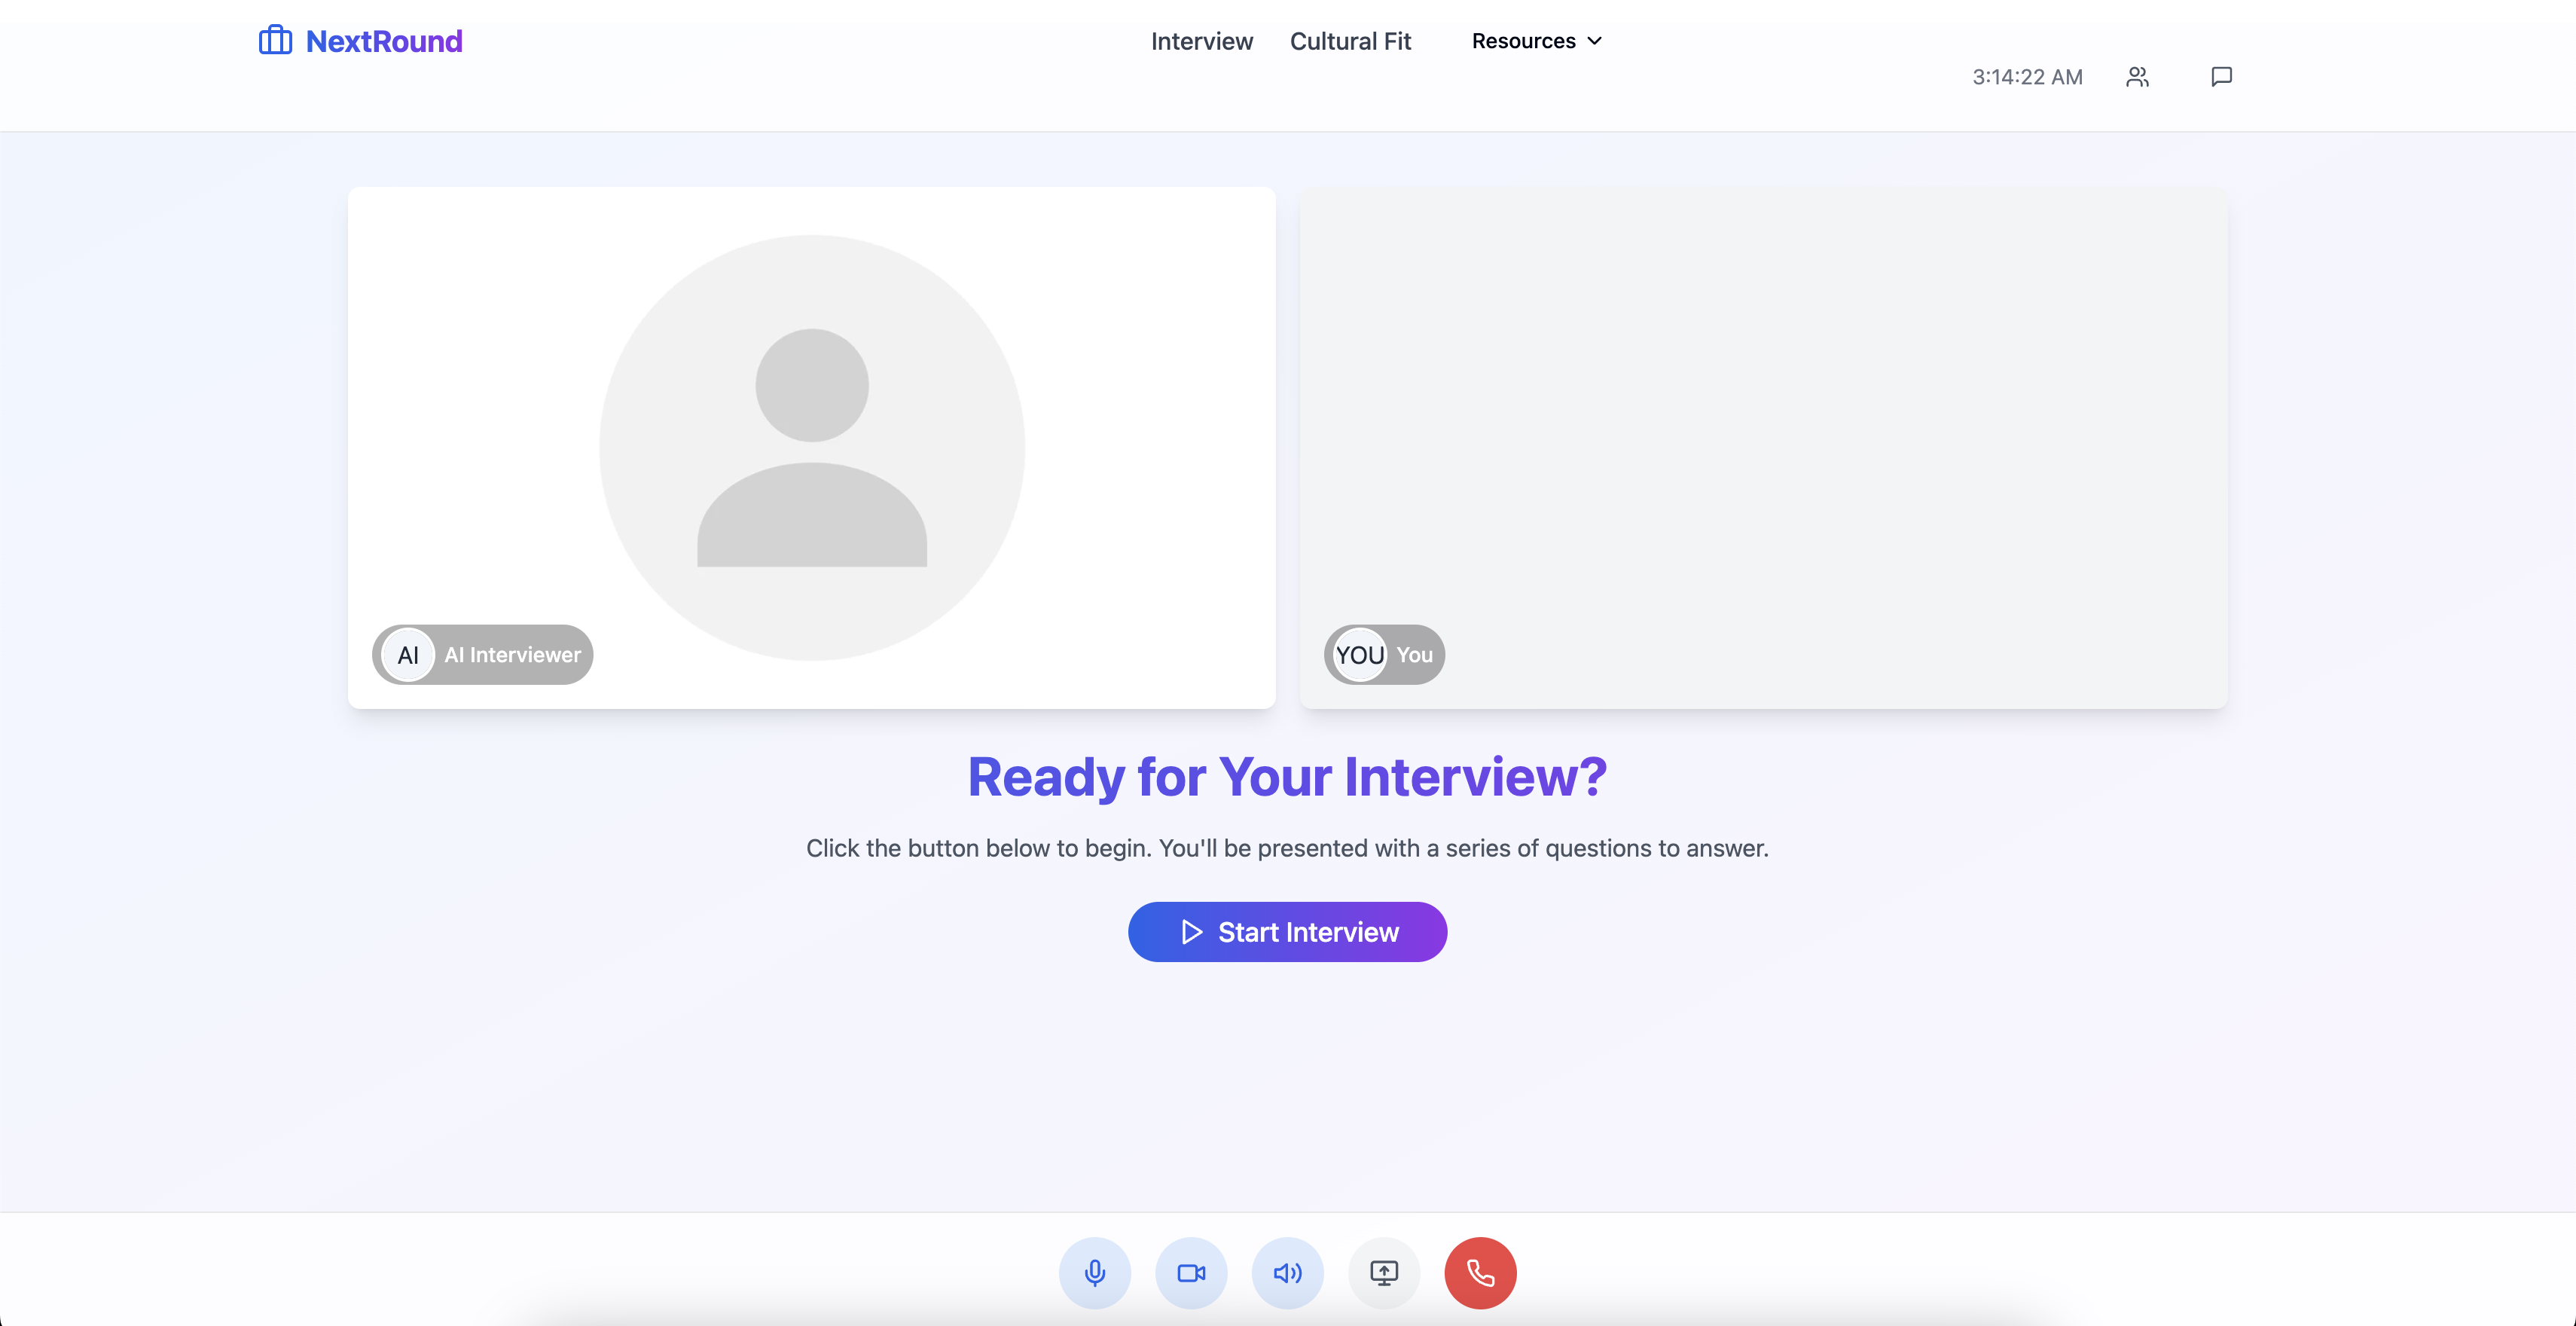 NextRound
Interview
Cultural Fit
Resources
3:14:22 AM
AI
AI Interviewer
YOU
You
Ready for Your Interview?
Click the button below to begin. You'll be presented with a series of questions to answer.
Start Interview